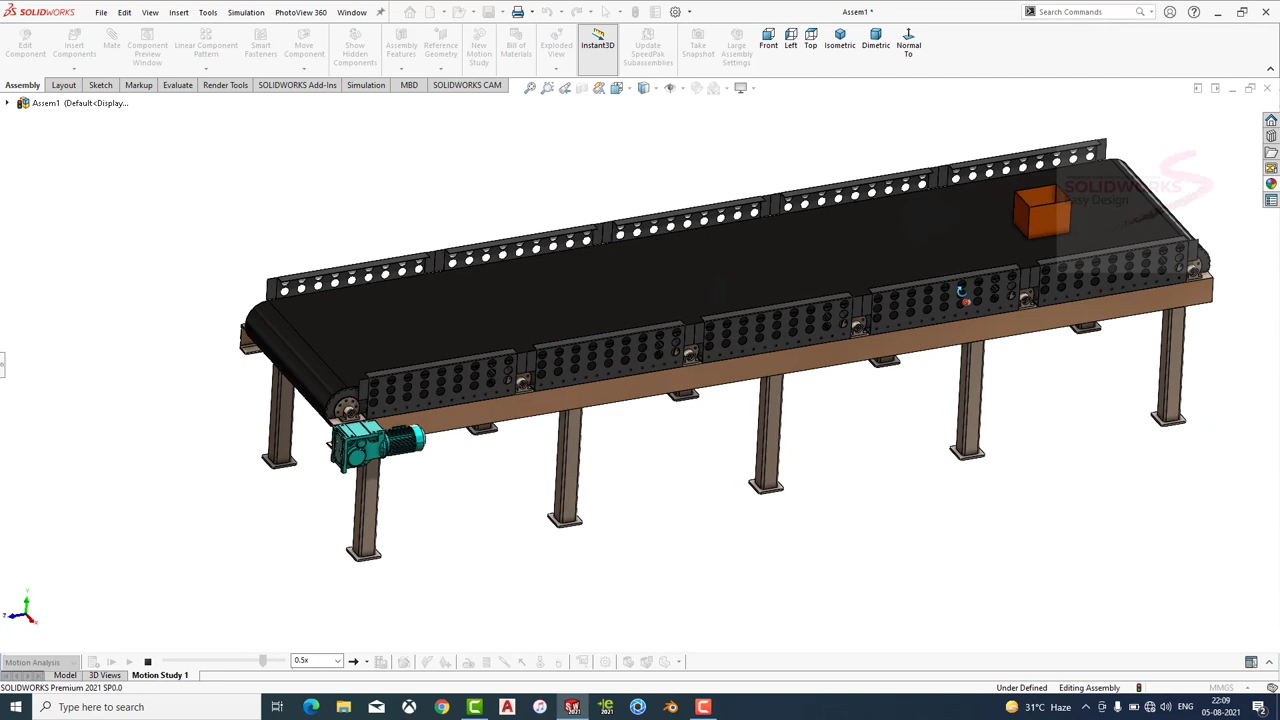 SOLIDWORKS File Edit View Insert Tools Simulation PhotoView 360 Window Assem1 * Search Commands
Edit Component
Insert Components
Mate
Component Preview Window
Linear Component Pattern
Smart Fasteners
Move Component
Show Hidden Components
Assembly Features
Reference Geometry
New Motion Study
Bill of Materials
Exploded View
Instant3D
Update SpeedPak Subassemblies
Take Snapshot
Large Assembly Settings
Front Left Top Isometric Dimetric Normal To
Assembly Layout Sketch Markup Evaluate Render Tools SOLIDWORKS Add-Ins Simulation MBD SOLIDWORKS CAM
Assem1 (Default<Display...
SOLIDWORKS
Easy Design
Y
Z
X
Motion Analysis 0.5x
Model 3D Views Motion Study 1
SOLIDWORKS Premium 2021 SP0.0 Under Defined Editing Assembly MMGS
Type here to search 31°C Haze ENG 22:09
05-08-2021